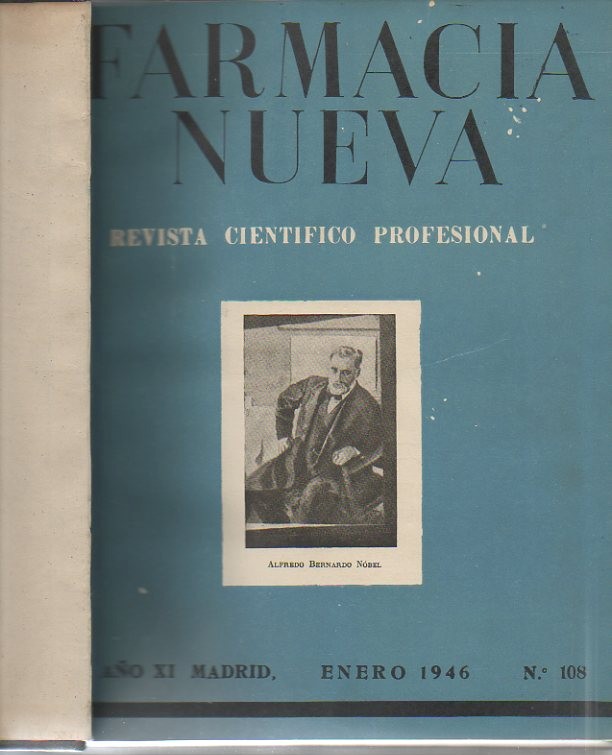 FARMACIA
NUEVA
REVISTA CIENTIFICO PROFESIONAL
ALFREDO BERNARDO NÓBEL
AÑO XI MADRID, ENERO 1946 N.º 108